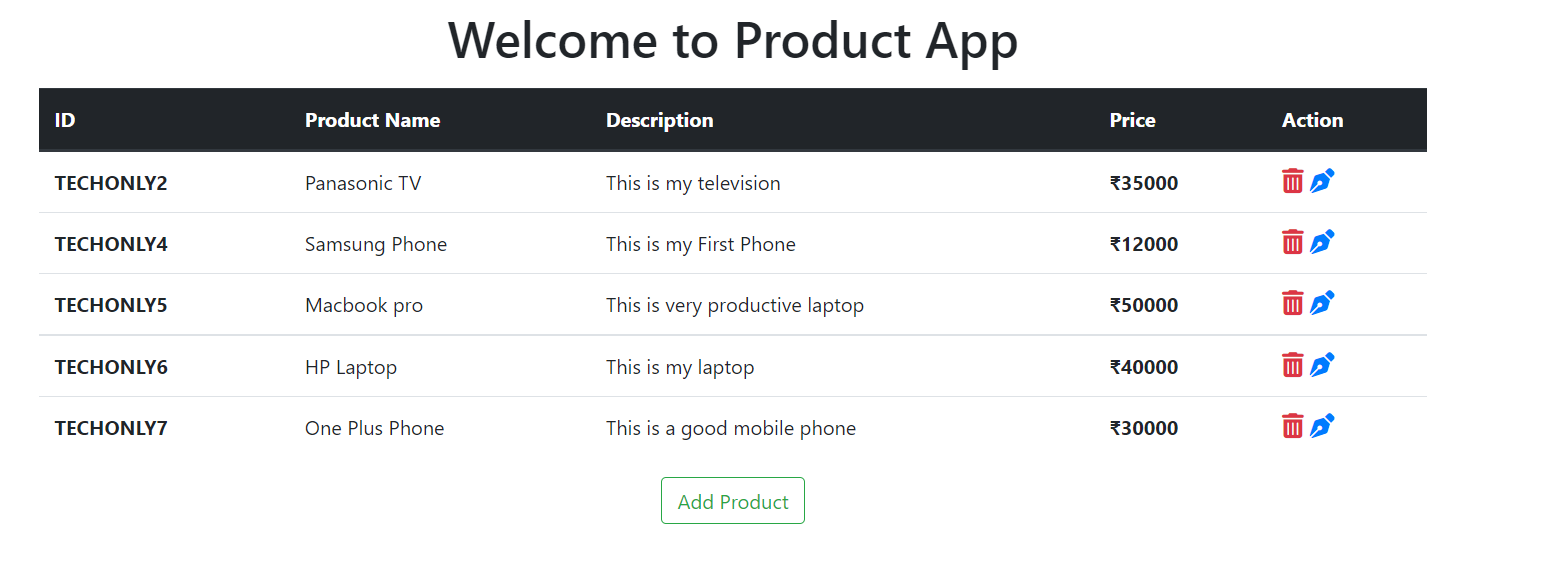 Welcome to Product App
ID Product Name Description Price Action
TECHONLY2 Panasonic TV This is my television ₹35000
TECHONLY4 Samsung Phone This is my First Phone ₹12000
TECHONLY5 Macbook pro This is very productive laptop ₹50000
TECHONLY6 HP Laptop This is my laptop ₹40000
TECHONLY7 One Plus Phone This is a good mobile phone ₹30000
Add Product